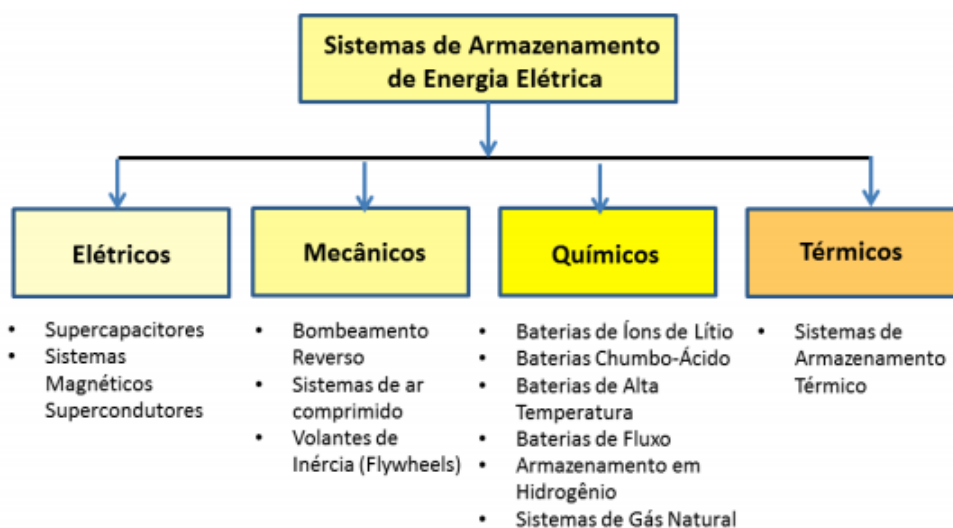 Sistemas de Armazenamento
de Energia Elétrica
Elétricos
Mecânicos
Químicos
Térmicos
• Supercapacitores
• Sistemas
Magnéticos
Supercondutores
• Bombeamento
Reverso
• Sistemas de ar
comprimido
• Volantes de
Inércia (Flywheels)
• Baterias de Íons de Lítio
• Baterias Chumbo-Ácido
• Baterias de Alta
Temperatura
• Baterias de Fluxo
• Armazenamento em
Hidrogênio
• Sistemas de Gás Natural
• Sistemas de
Armazenamento
Térmico